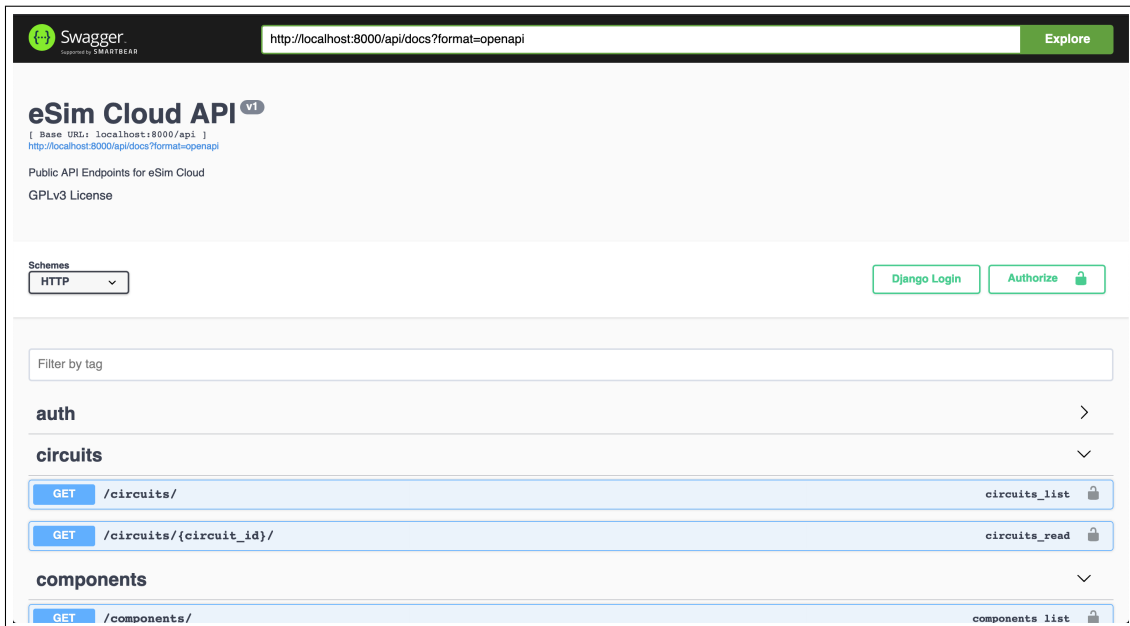 Swagger.
Supported by SMARTBEAR
http://localhost:8000/api/docs?format=openapi
Explore
eSim Cloud API v1
[ Base URL: localhost:8000/api ]
http://localhost:8000/api/docs?format=openapi
Public API Endpoints for eSim Cloud
GPLv3 License
Schemes
HTTP
Django Login
Authorize
Filter by tag
auth
circuits
GET /circuits/ circuits_list
GET /circuits/{circuit_id}/ circuits_read
components
GET /components/ components_list